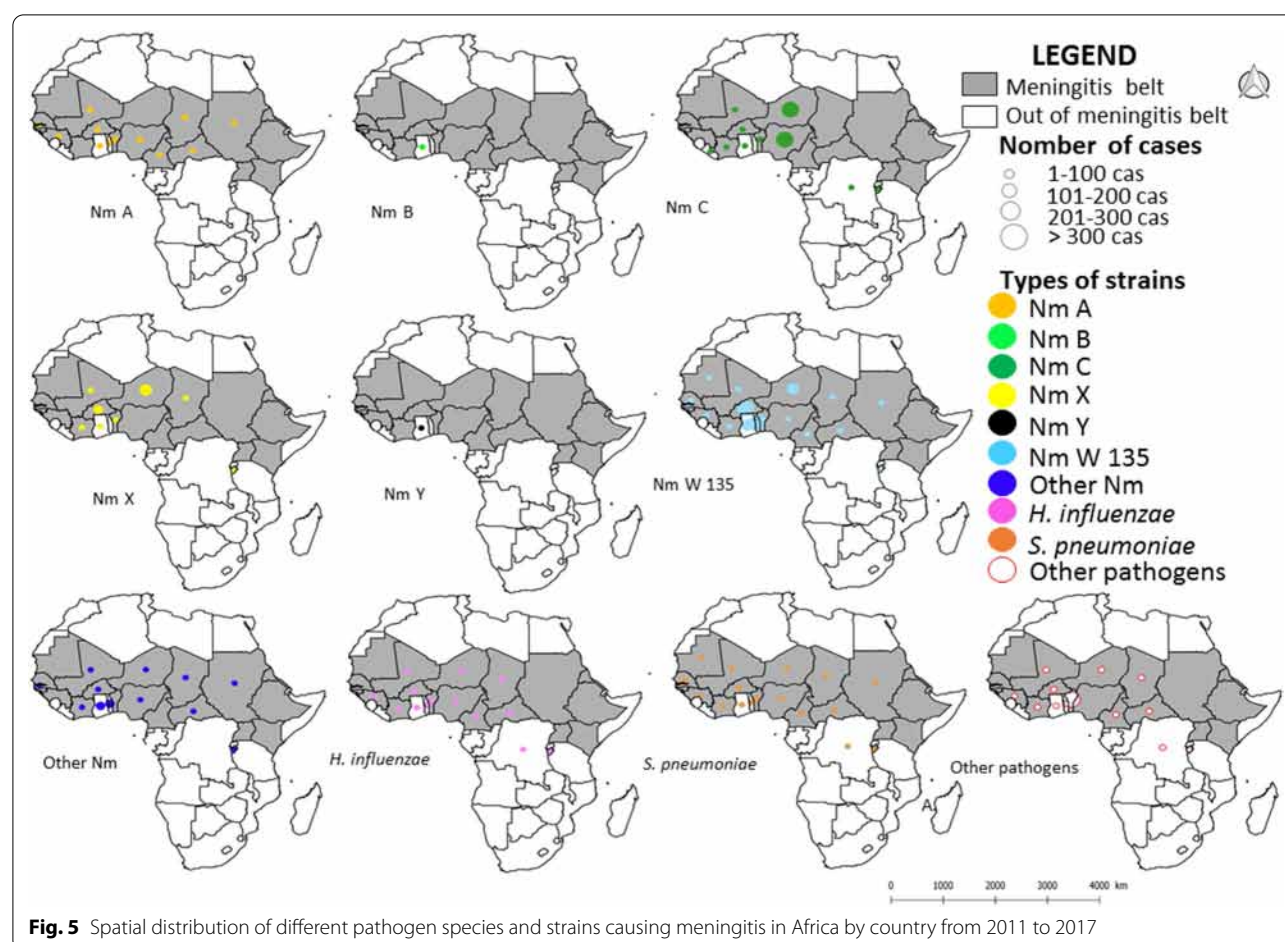 LEGEND
Meningitis belt
Out of meningitis belt
Nomber of cases
1-100 cas
101-200 cas
201-300 cas
> 300 cas
Types of strains
Nm A
Nm B
Nm C
Nm X
Nm Y
Nm W 135
Other Nm
H. influenzae
S. pneumoniae
Other pathogens
Nm A
Nm B
Nm C
Nm X
Nm Y
Nm W 135
Other Nm
H. influenzae
S. pneumoniae
Other pathogens
A
0 1000 2000 3000 4000 km
Fig. 5 Spatial distribution of different pathogen species and strains causing meningitis in Africa by country from 2011 to 2017